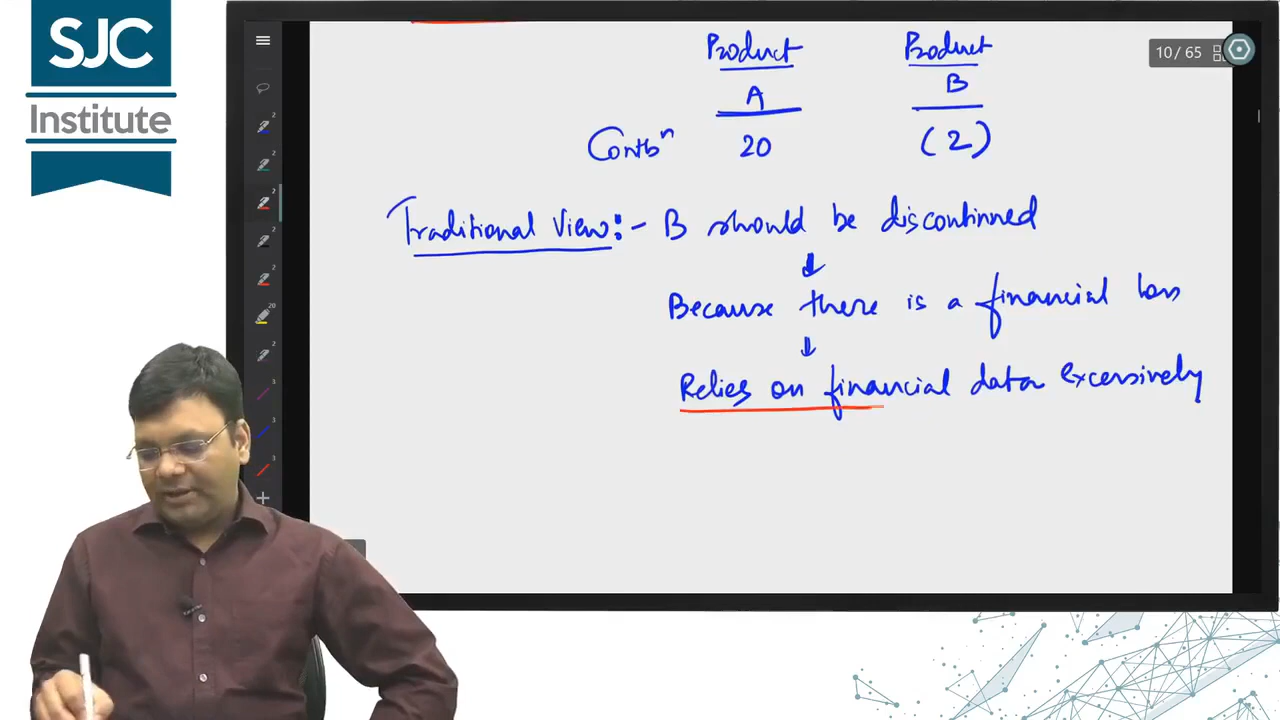 SJC
Institute
10 / 65
Product Product
A B
Contbⁿ 20 (2)
Traditional View:- B should be discontinued
Because there is a financial loss
Relies on financial data excessively